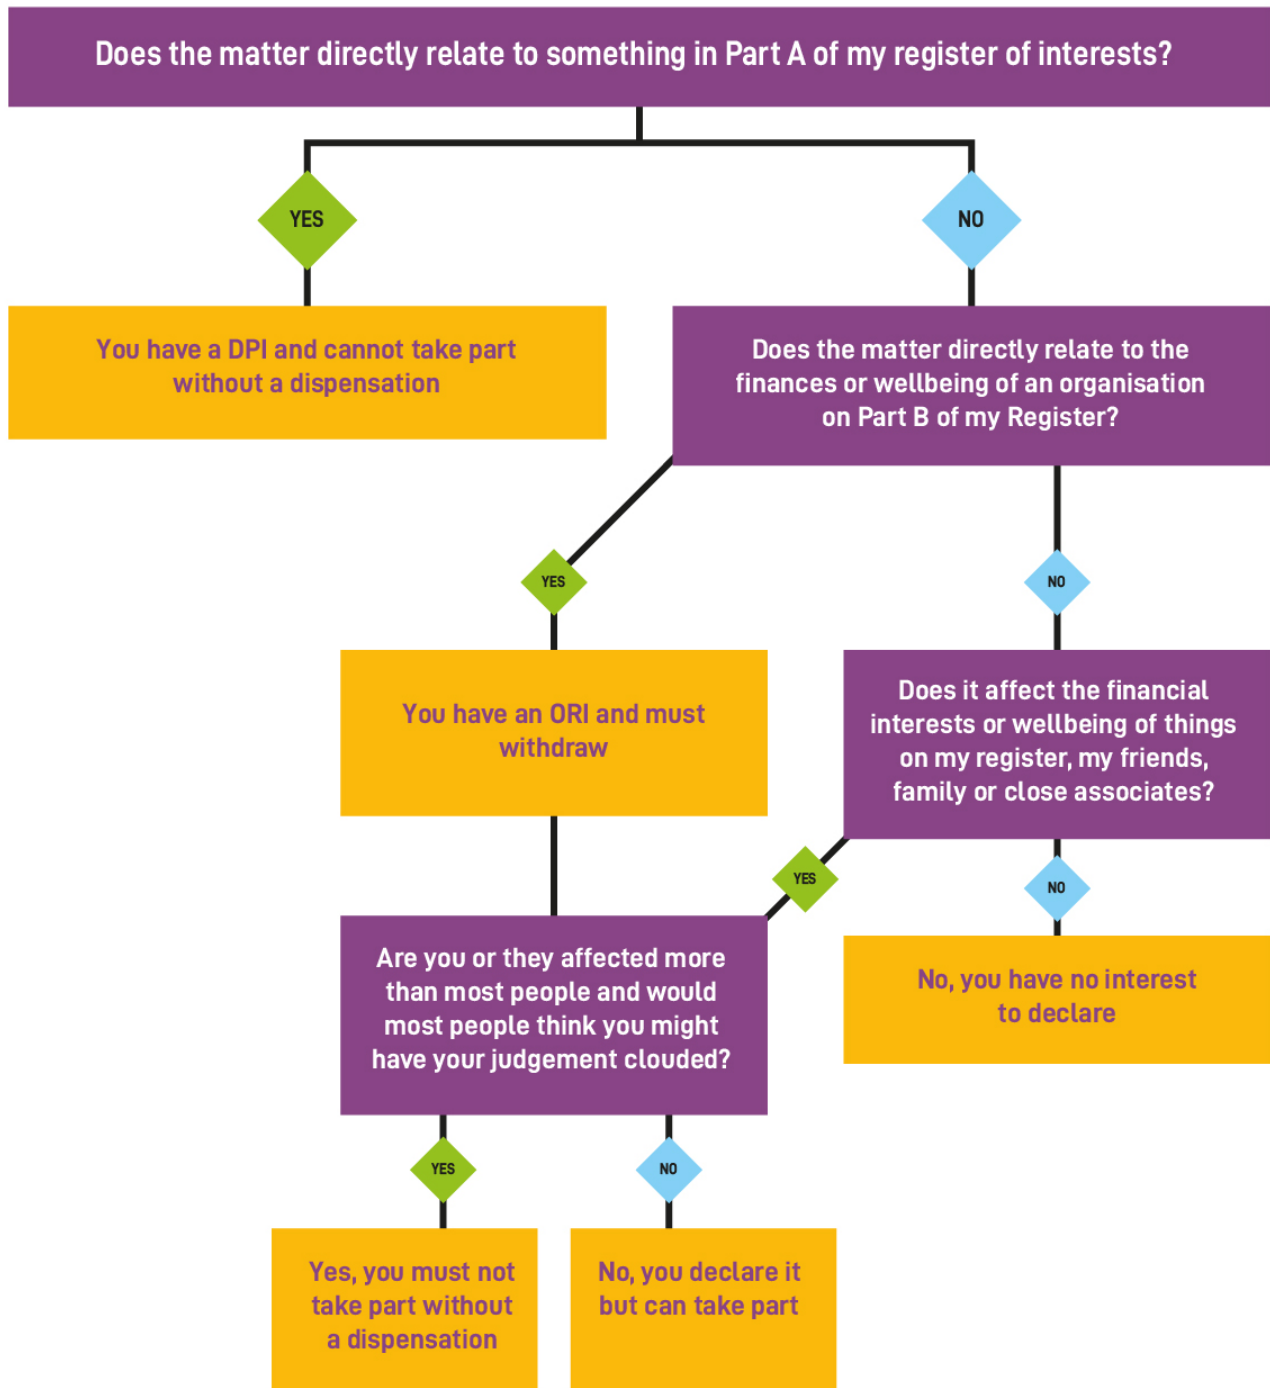 Does the matter directly relate to something in Part A of my register of interests?
YES
NO
You have a DPI and cannot take part
without a dispensation
Does the matter directly relate to the
finances or wellbeing of an organisation
on Part B of my Register?
YES
NO
You have an ORI and must
withdraw
Does it affect the financial
interests or wellbeing of things
on my register, my friends,
family or close associates?
YES
NO
Are you or they affected more
than most people and would
most people think you might
have your judgement clouded?
No, you have no interest
to declare
YES
NO
Yes, you must not
take part without
a dispensation
No, you declare it
but can take part